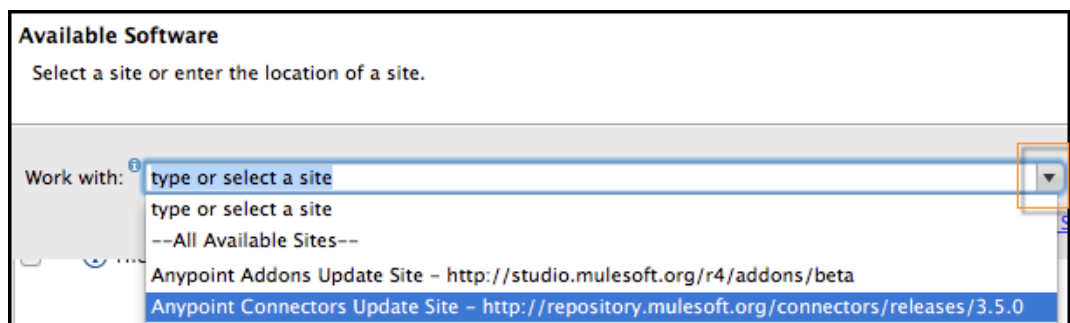 Available Software
Select a site or enter the location of a site.
Work with: type or select a site
type or select a site
--All Available Sites--
Anypoint Addons Update Site – http://studio.mulesoft.org/r4/addons/beta
Anypoint Connectors Update Site – http://repository.mulesoft.org/connectors/releases/3.5.0